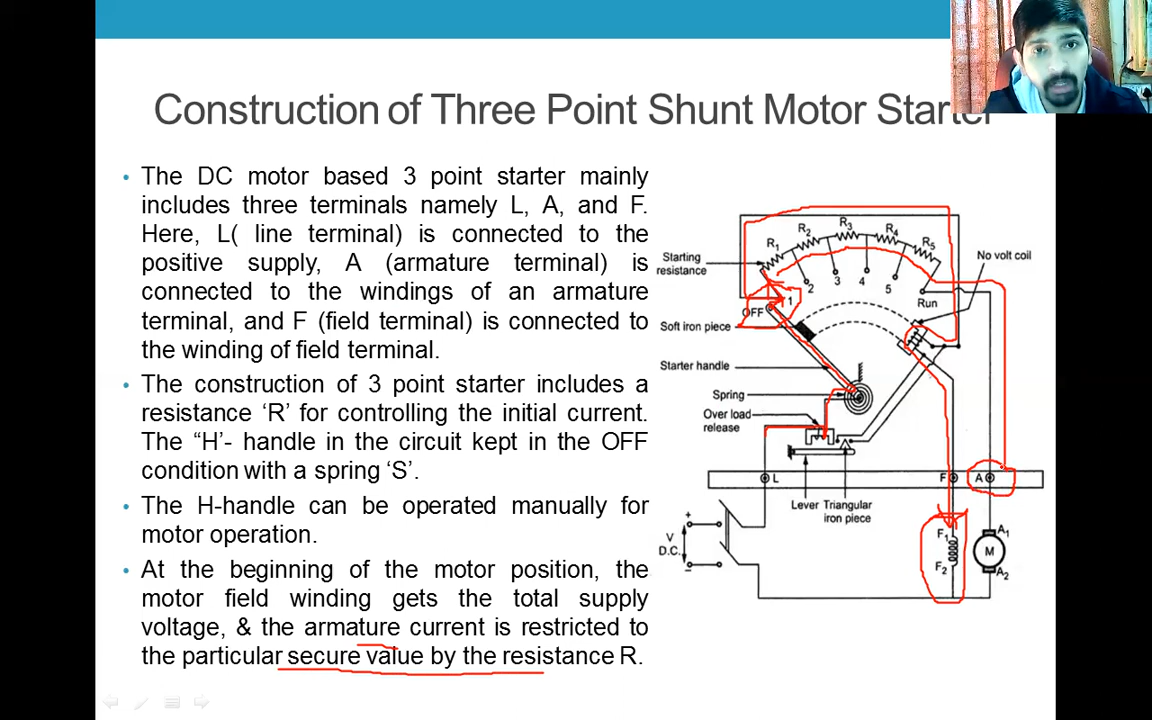 Construction of Three Point Shunt Motor Starter
• The DC motor based 3 point starter mainly
includes three terminals namely L, A, and F.
Here, L( line terminal) is connected to the
positive supply, A (armature terminal) is
connected to the windings of an armature
terminal, and F (field terminal) is connected to
the winding of field terminal.
• The construction of 3 point starter includes a
resistance ‘R’ for controlling the initial current.
The “H’- handle in the circuit kept in the OFF
condition with a spring ‘S’.
• The H-handle can be operated manually for
motor operation.
• At the beginning of the motor position, the
motor field winding gets the total supply
voltage, & the armature current is restricted to
the particular secure value by the resistance R.
R1
R2
R3
R4
R5
Starting
resistance
No volt coil
1
2
3
4
5
Run
OFF
Soft iron piece
Starter handle
Spring
Over load
release
L
F
A
Lever
Triangular
iron piece
+
V
D.C.
–
F1
F2
A1
M
A2